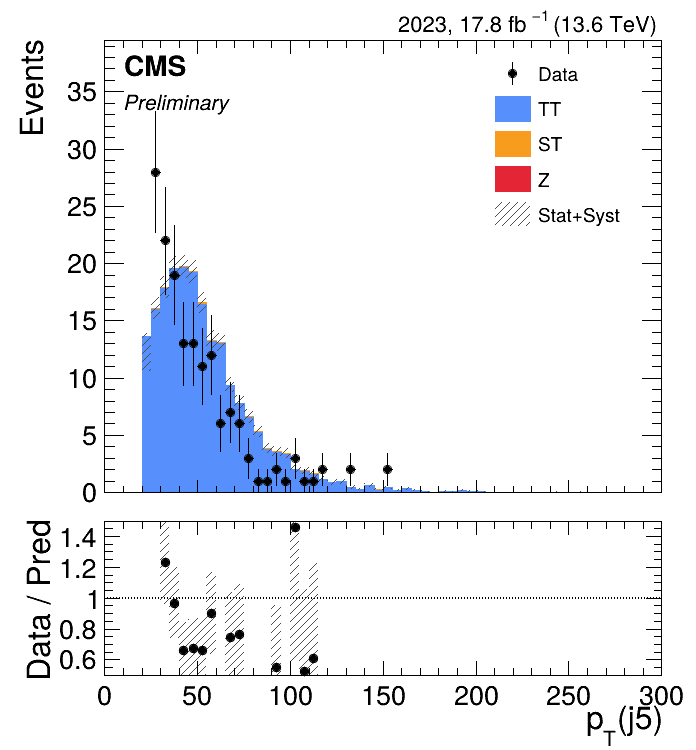 2023, 17.8 fb⁻¹ (13.6 TeV)
CMS
Preliminary
Events
Data
TT
ST
Z
Stat+Syst
35
30
25
20
15
10
5
0
Data / Pred
1.4
1.2
1
0.8
0.6
0 50 100 150 200 250 300
p_T(j5)